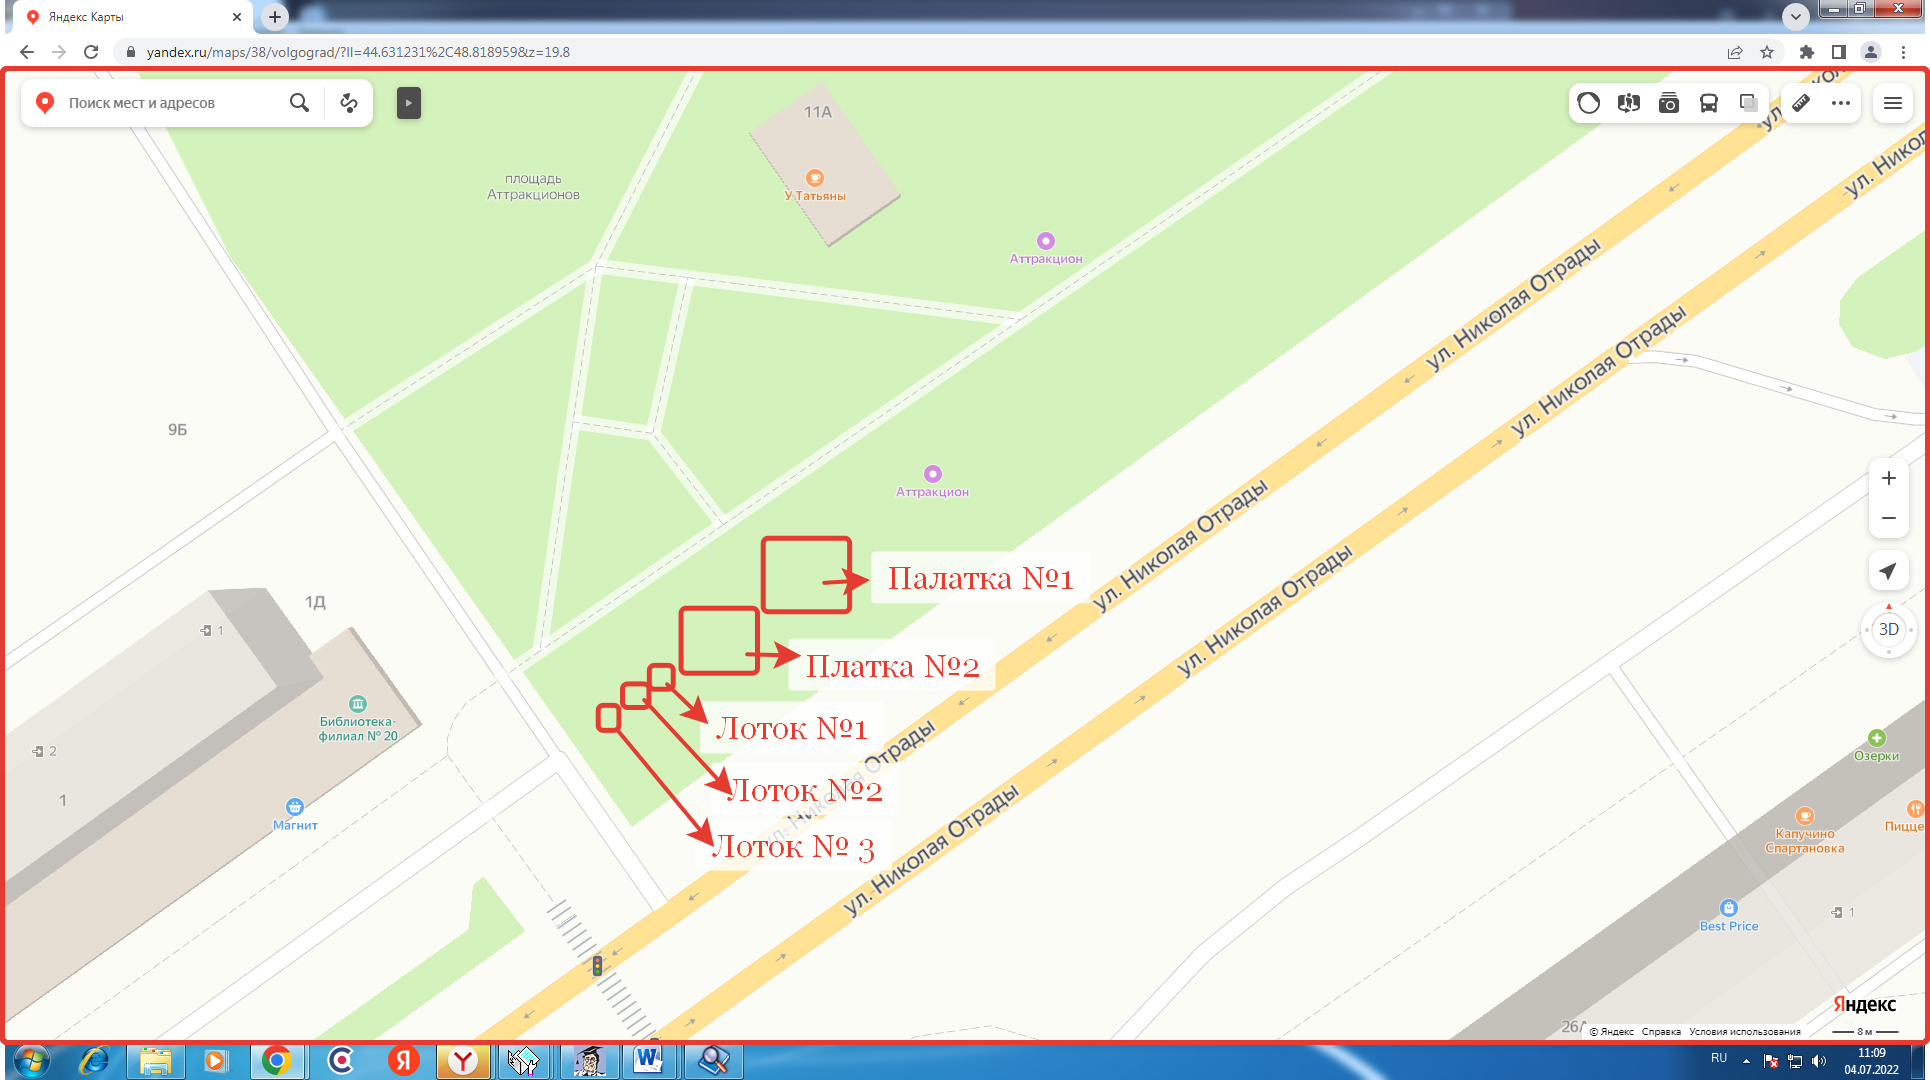 Яндекс Карты
yandex.ru/maps/38/volgograd/?ll=44.631231%2C48.818959&z=19.8
Поиск мест и адресов
11А
площадь
Аттракционов
У Татьяны
Аттракцион
ул. Николая Отрады
ул. Николая Отрады
ул. Николая Отрады
9Б
Аттракцион
ул. Николая Отрады
Палатка №1
ул. Николая Отрады
1Д
1
3D
Платка №2
Библиотека-
филиал № 20
Лоток №1
ул. Николая Отрады
2
Озерки
1
Лоток №2
Магнит
Лоток № 3
ул. Николая Отрады
Капучино
Спартановка
Пицце
Best Price
1
Яндекс
26А
© Яндекс Справка Условия использования
8 м
RU
11:09
04.07.2022